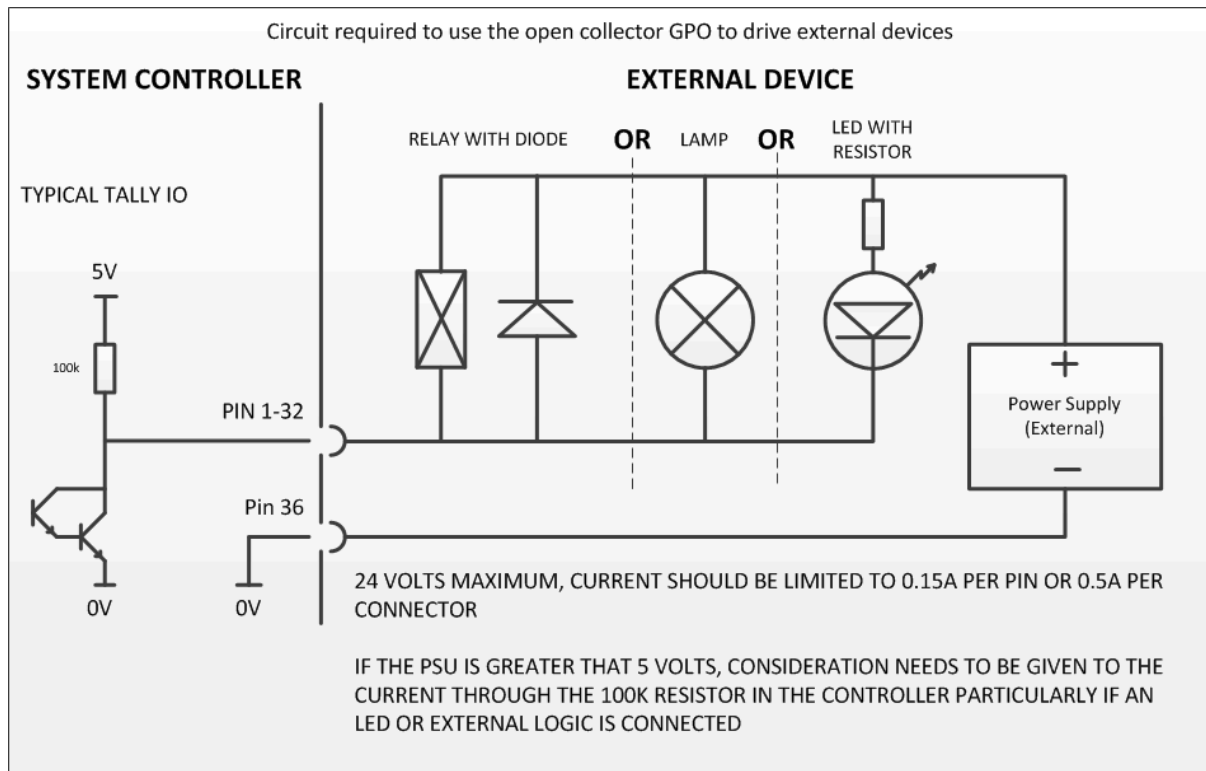 Circuit required to use the open collector GPO to drive external devices
SYSTEM CONTROLLER
EXTERNAL DEVICE
RELAY WITH DIODE
OR
LAMP
OR
LED WITH
RESISTOR
TYPICAL TALLY IO
5V
100k
PIN 1-32
+
Power Supply
(External)
−
Pin 36
0V
0V
24 VOLTS MAXIMUM, CURRENT SHOULD BE LIMITED TO 0.15A PER PIN OR 0.5A PER
CONNECTOR
IF THE PSU IS GREATER THAT 5 VOLTS, CONSIDERATION NEEDS TO BE GIVEN TO THE
CURRENT THROUGH THE 100K RESISTOR IN THE CONTROLLER PARTICULARLY IF AN
LED OR EXTERNAL LOGIC IS CONNECTED